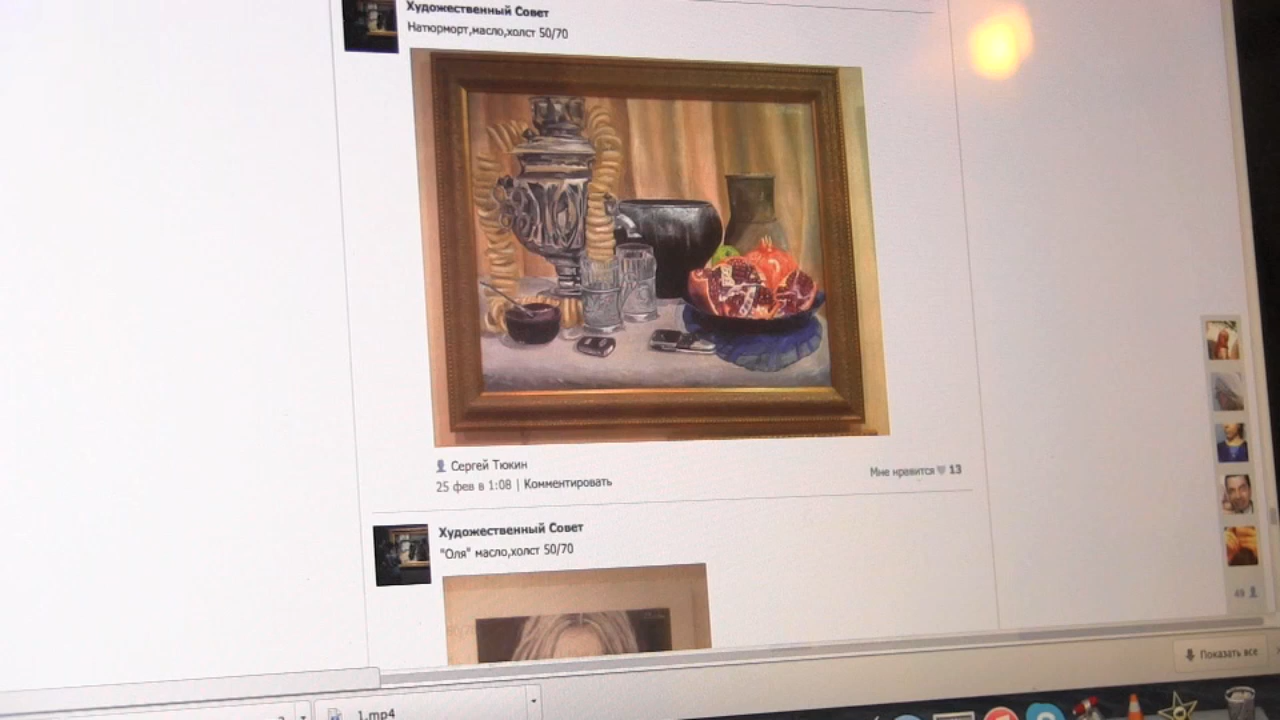 Художественный Совет
Натюрморт,масло,холст 50/70
Сергей Тюкин
25 фев в 1:08 | Комментировать
Мне нравится 13
Художественный Совет
"Оля" масло,холст 50/70
49
Показать все
1.mp4